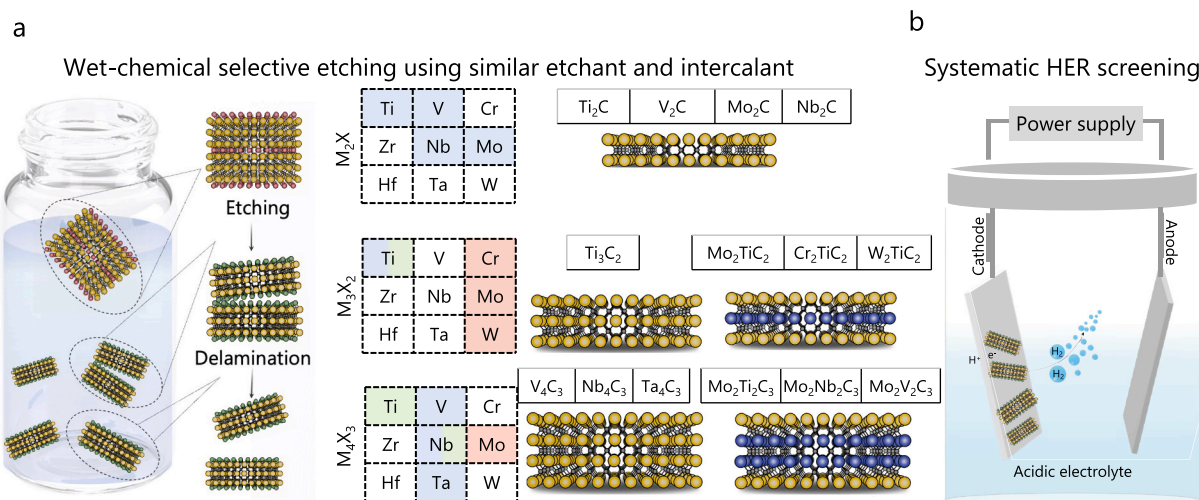 a
Wet-chemical selective etching using similar etchant and intercalant
Etching
Delamination
M₂X
Ti V Cr
Zr Nb Mo
Hf Ta W
Ti₂C V₂C Mo₂C Nb₂C
M₃X₂
Ti V Cr
Zr Nb Mo
Hf Ta W
Ti₃C₂
Mo₂TiC₂ Cr₂TiC₂ W₂TiC₂
M₄X₃
Ti V Cr
Zr Nb Mo
Hf Ta W
V₄C₃ Nb₄C₃ Ta₄C₃
Mo₂Ti₂C₃ Mo₂Nb₂C₃ Mo₂V₂C₃
b
Systematic HER screening
Power supply
Cathode
Anode
H⁺ e⁻
H₂
H₂
Acidic electrolyte